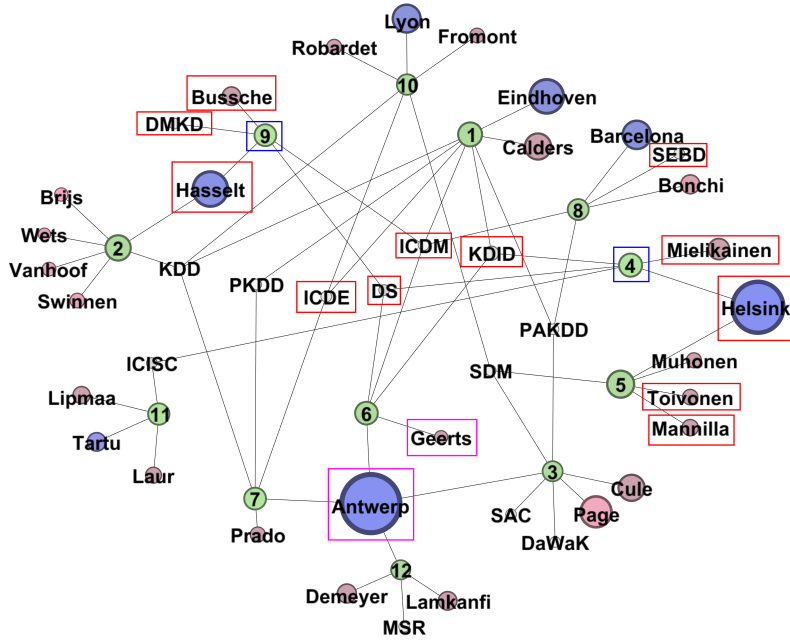 Lyon
Fromont
Robardet
10
Bussche
Eindhoven
DMKD
9
1
Barcelona
Calders
SEBD
Hasselt
Bonchi
Brijs
8
Wets
2
ICDM
KDID
Mielikainen
Vanhoof
KDD
4
Swinnen
PKDD
ICDE
DS
Helsink
PAKDD
ICISC
SDM
Muhonen
5
Lipmaa
Toivonen
11
6
Tartu
Geerts
Mannilla
Laur
3
7
Antwerp
Cule
SAC
Page
Prado
DaWaK
12
Demeyer
Lamkanfi
MSR